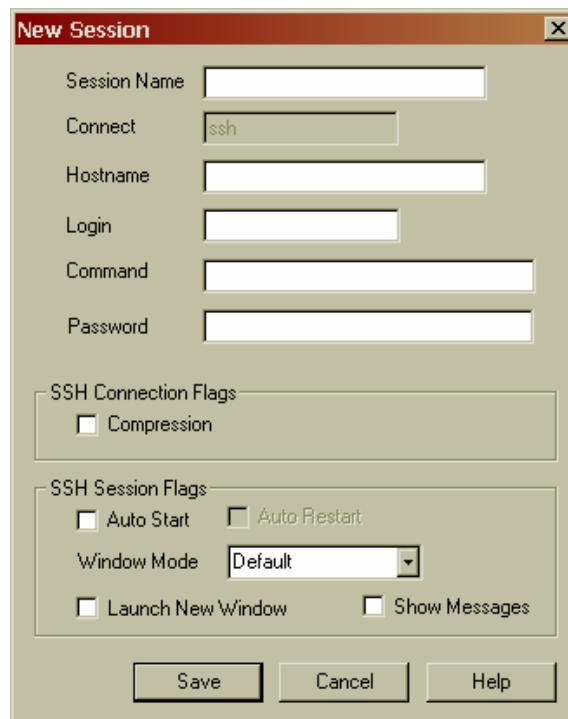 New Session
Session Name
Connect ssh
Hostname
Login
Command
Password
SSH Connection Flags
Compression
SSH Session Flags
Auto Start Auto Restart
Window Mode Default
Launch New Window Show Messages
Save Cancel Help